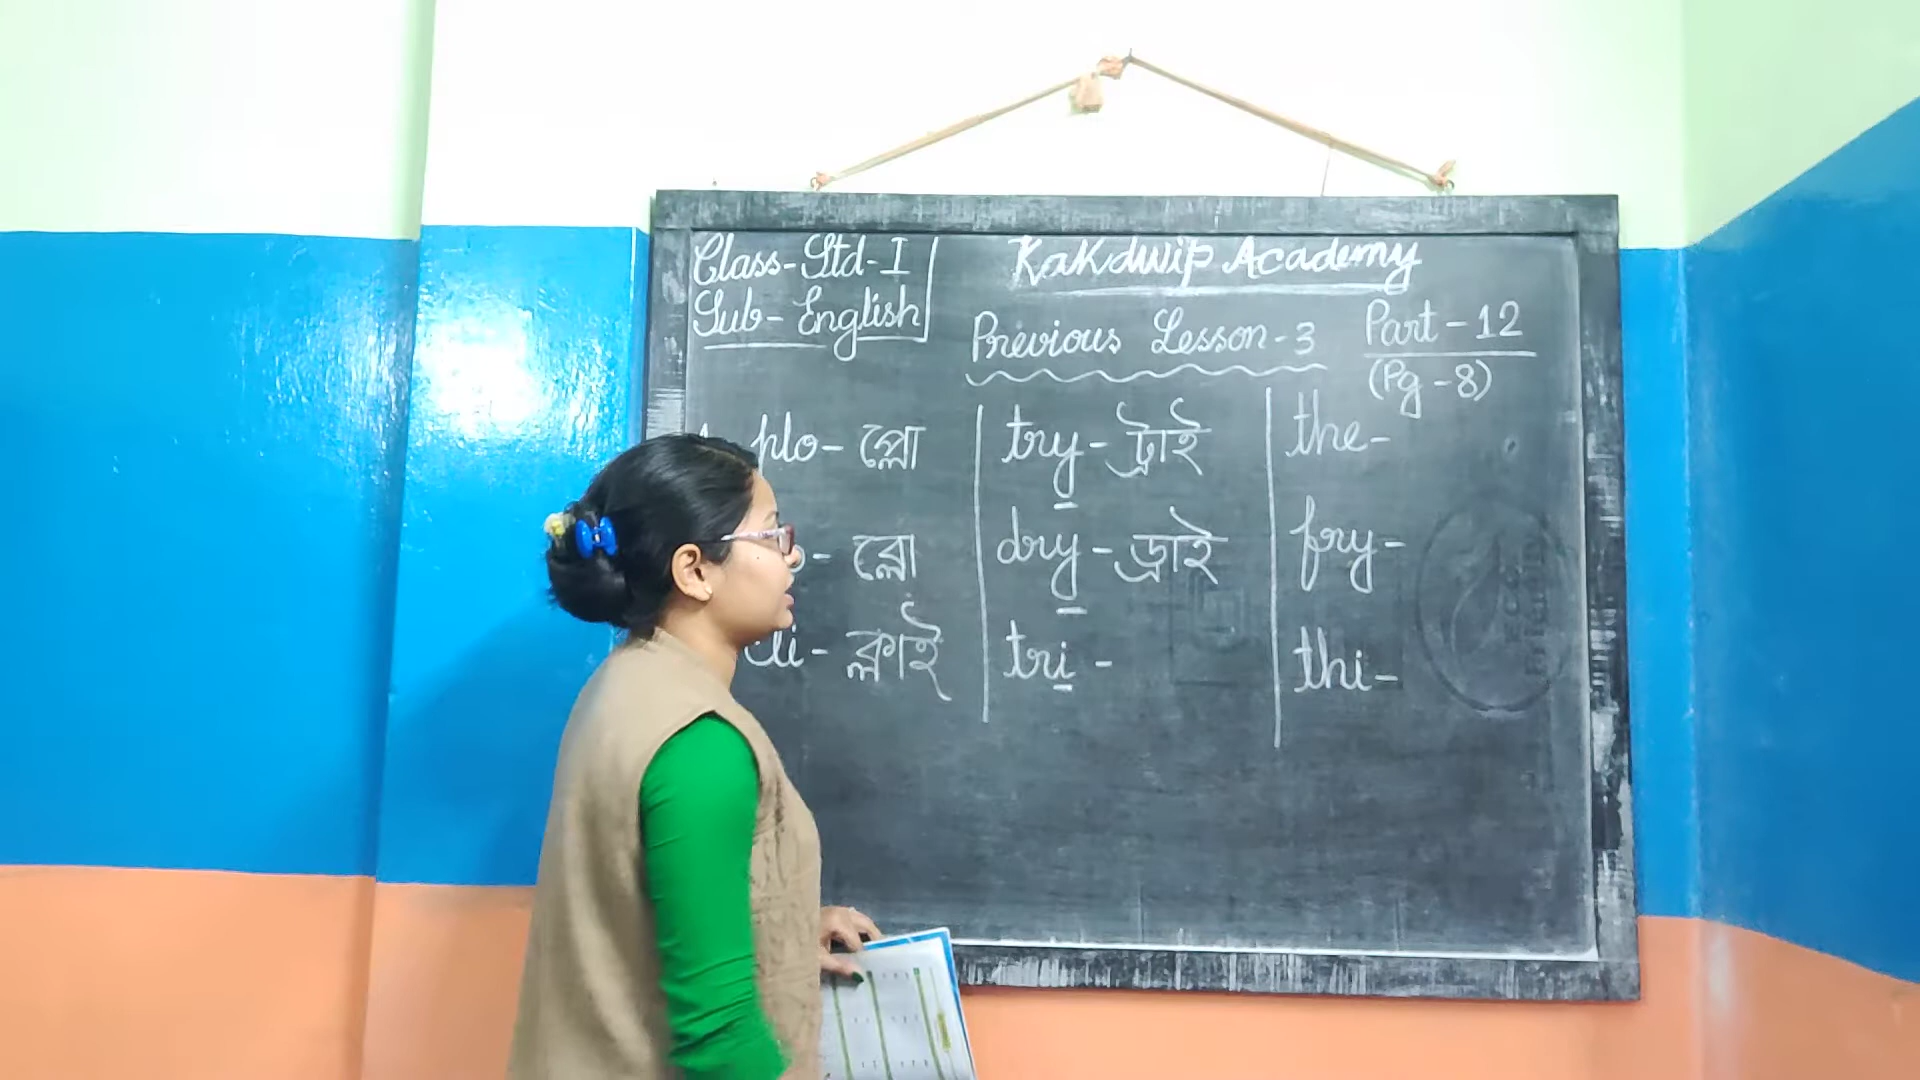 Class-Std-I
Sub-English
Kakdwip Academy
Previous Lesson-3
Part-12
(Pg-8)
plo- প্লো
try- ট্রাই
the-
- ব্লো
dry- ড্রাই
fry-
cli- ক্লাই
tri-
thi-